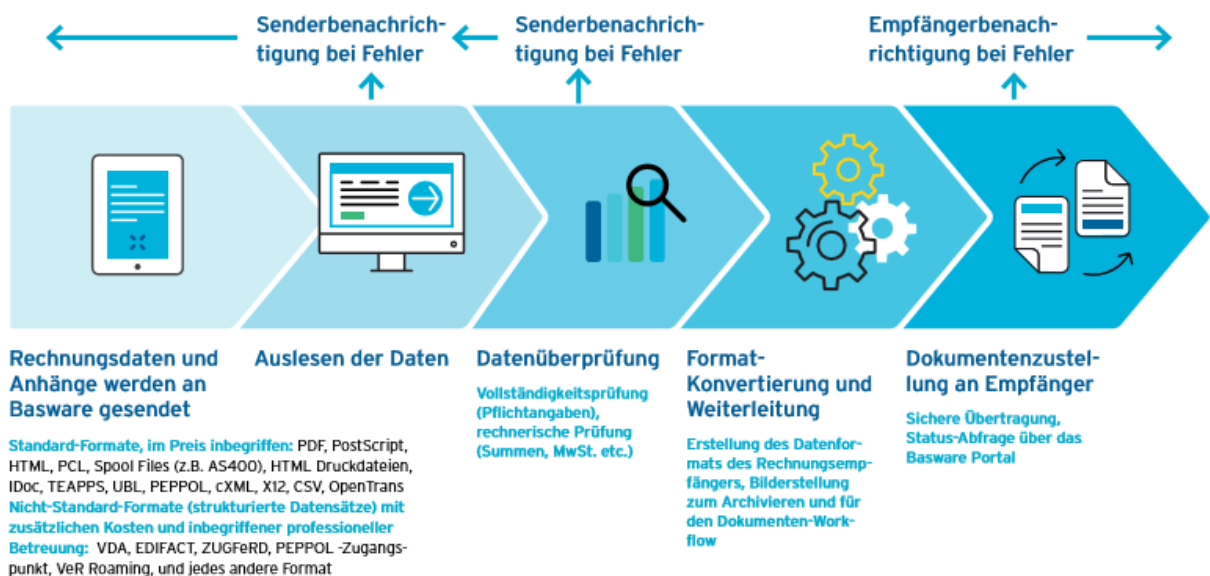 Senderbenachrich-
tigung bei Fehler
Senderbenachrich-
tigung bei Fehler
Empfängerbenach-
richtigung bei Fehler
Rechnungsdaten und
Anhänge werden an
Basware gesendet
Standard-Formate, im Preis inbegriffen: PDF, PostScript,
HTML, PCL, Spool Files (z.B. AS400), HTML Druckdateien,
IDoc, TEAPPS, UBL, PEPPOL, cXML, X12, CSV, OpenTrans
Nicht-Standard-Formate (strukturierte Datensätze) mit
zusätzlichen Kosten und inbegriffener professioneller
Betreuung: VDA, EDIFACT, ZUGFeRD, PEPPOL -Zugangs-
punkt, VeR Roaming, und jedes andere Format
Auslesen der Daten
Datenüberprüfung
Vollständigkeitsprüfung
(Pflichtangaben),
rechnerische Prüfung
(Summen, MwSt. etc.)
Format-
Konvertierung und
Weiterleitung
Erstellung des Datenfor-
mats des Rechnungsemp-
fängers, Bilderstellung
zum Archivieren und für
den Dokumenten-Work-
flow
Dokumentenzustel-
lung an Empfänger
Sichere Übertragung,
Status-Abfrage über das
Basware Portal